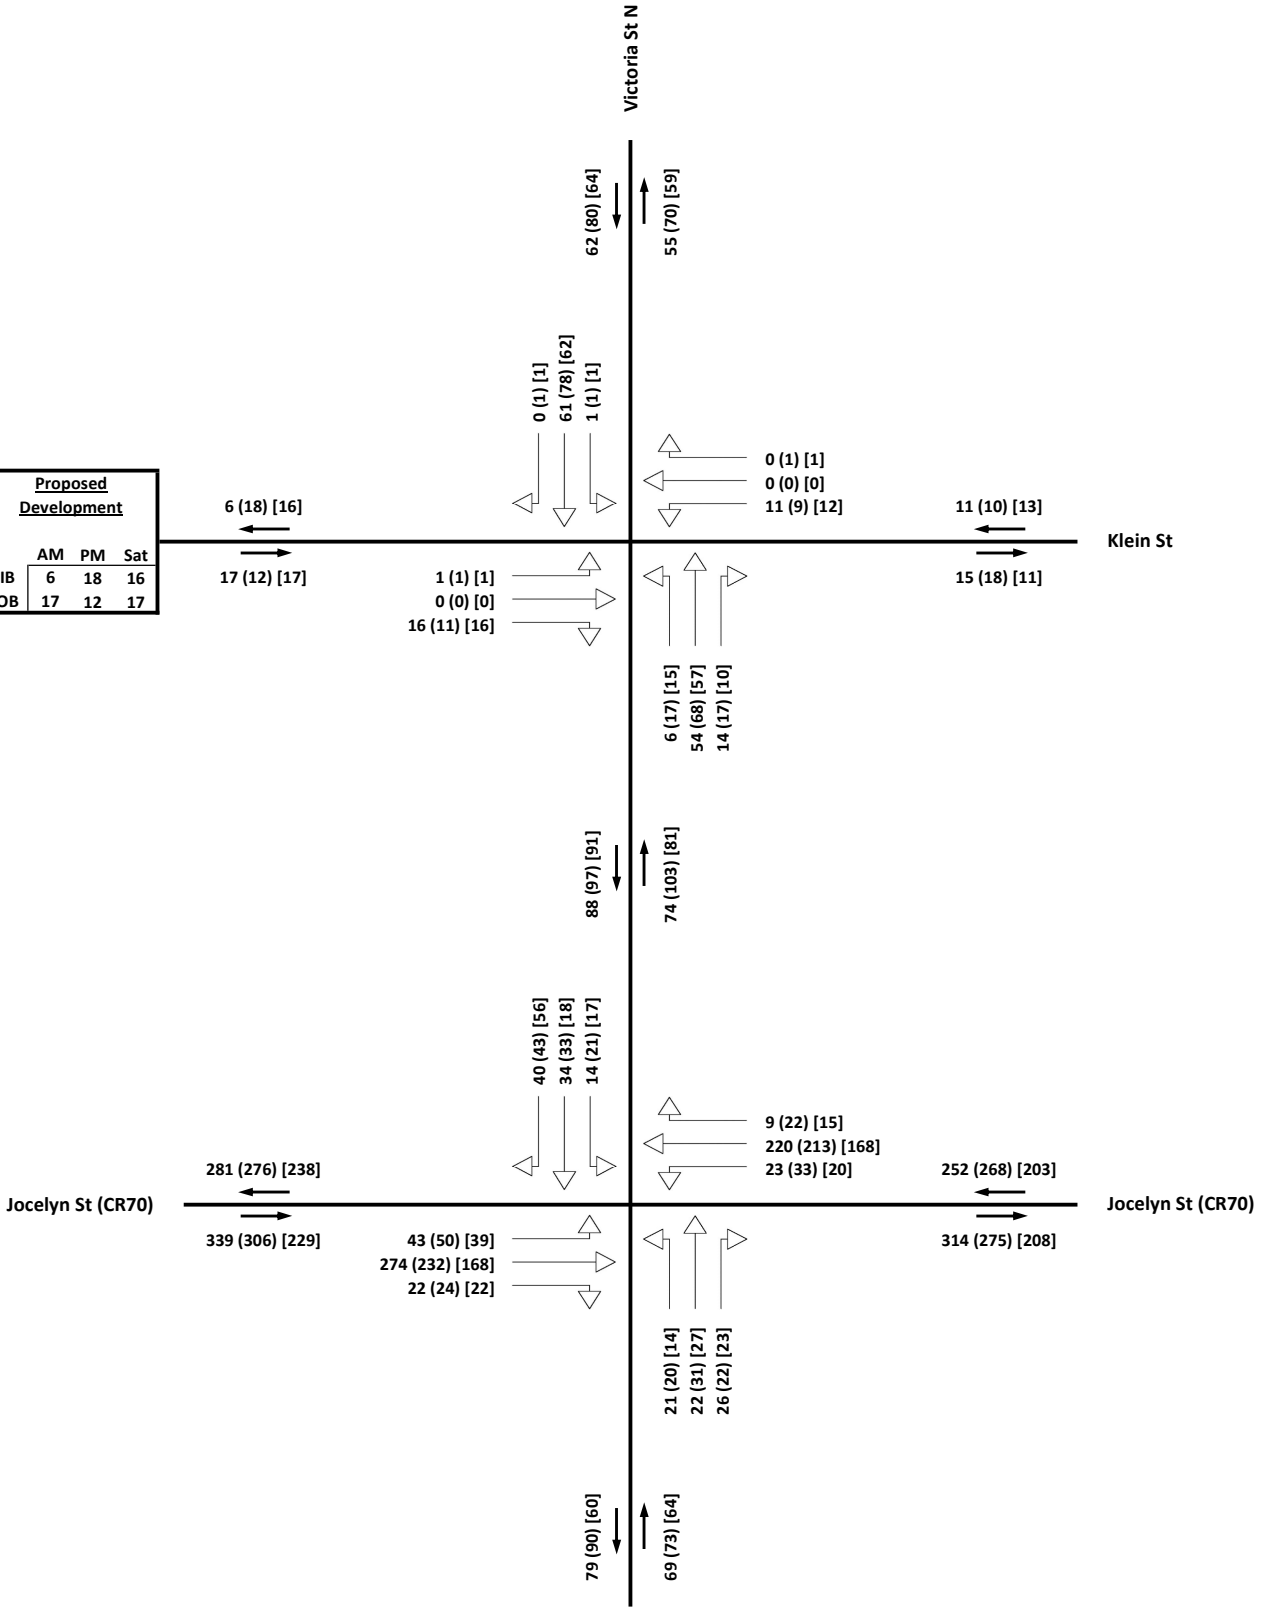 Victoria St N
62 (80) [64]
55 (70) [59]
0 (1) [1]
61 (78) [62]
1 (1) [1]
0 (1) [1]
0 (0) [0]
11 (9) [12]
Proposed
Development
AM PM Sat
IB 6 18 16
OB 17 12 17
6 (18) [16]
17 (12) [17]
11 (10) [13]
15 (18) [11]
Klein St
1 (1) [1]
0 (0) [0]
16 (11) [16]
6 (17) [15]
54 (68) [57]
14 (17) [10]
88 (97) [91]
74 (103) [81]
40 (43) [56]
34 (33) [18]
14 (21) [17]
9 (22) [15]
220 (213) [168]
23 (33) [20]
281 (276) [238]
252 (268) [203]
Jocelyn St (CR70)
Jocelyn St (CR70)
339 (306) [229]
314 (275) [208]
43 (50) [39]
274 (232) [168]
22 (24) [22]
21 (20) [14]
22 (31) [27]
26 (22) [23]
79 (90) [60]
69 (73) [64]